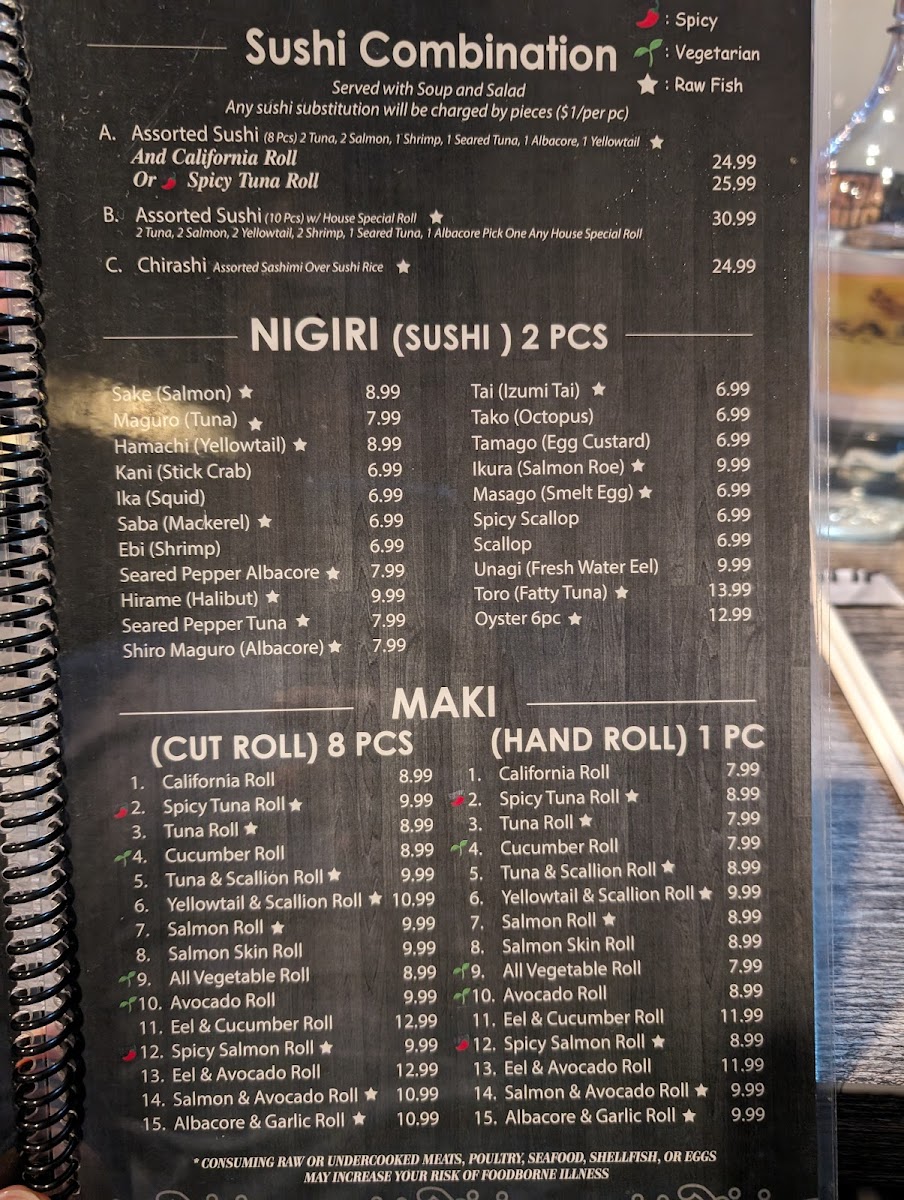 : Spicy
: Vegetarian
: Raw Fish
Sushi Combination
Served with Soup and Salad
Any sushi substitution will be charged by pieces ($1/per pc)
A. Assorted Sushi (8 Pcs) 2 Tuna, 2 Salmon, 1 Shrimp, 1 Seared Tuna, 1 Albacore, 1 Yellowtail
And California Roll 24.99
Or Spicy Tuna Roll 25.99
B. Assorted Sushi (10 Pcs) w/ House Special Roll 30.99
2 Tuna, 2 Salmon, 2 Yellowtail, 2 Shrimp, 1 Seared Tuna, 1 Albacore Pick One Any House Special Roll
C. Chirashi Assorted Sashimi Over Sushi Rice 24.99
NIGIRI (SUSHI ) 2 PCS
Sake (Salmon) 8.99
Maguro (Tuna) 7.99
Hamachi (Yellowtail) 8.99
Kani (Stick Crab) 6.99
Ika (Squid) 6.99
Saba (Mackerel) 6.99
Ebi (Shrimp) 6.99
Seared Pepper Albacore 7.99
Hirame (Halibut) 9.99
Seared Pepper Tuna 7.99
Shiro Maguro (Albacore) 7.99
Tai (Izumi Tai) 6.99
Tako (Octopus) 6.99
Tamago (Egg Custard) 6.99
Ikura (Salmon Roe) 9.99
Masago (Smelt Egg) 6.99
Spicy Scallop 6.99
Scallop 6.99
Unagi (Fresh Water Eel) 9.99
Toro (Fatty Tuna) 13.99
Oyster 6pc 12.99
MAKI
(CUT ROLL) 8 PCS
1. California Roll 8.99
2. Spicy Tuna Roll 9.99
3. Tuna Roll 8.99
4. Cucumber Roll 8.99
5. Tuna & Scallion Roll 9.99
6. Yellowtail & Scallion Roll 10.99
7. Salmon Roll 9.99
8. Salmon Skin Roll 9.99
9. All Vegetable Roll 8.99
10. Avocado Roll 9.99
11. Eel & Cucumber Roll 12.99
12. Spicy Salmon Roll 9.99
13. Eel & Avocado Roll 12.99
14. Salmon & Avocado Roll 10.99
15. Albacore & Garlic Roll 10.99
(HAND ROLL) 1 PC
1. California Roll 7.99
2. Spicy Tuna Roll 8.99
3. Tuna Roll 7.99
4. Cucumber Roll 7.99
5. Tuna & Scallion Roll 8.99
6. Yellowtail & Scallion Roll 9.99
7. Salmon Roll 8.99
8. Salmon Skin Roll 8.99
9. All Vegetable Roll 7.99
10. Avocado Roll 8.99
11. Eel & Cucumber Roll 11.99
12. Spicy Salmon Roll 8.99
13. Eel & Avocado Roll 11.99
14. Salmon & Avocado Roll 9.99
15. Albacore & Garlic Roll 9.99
* CONSUMING RAW OR UNDERCOOKED MEATS, POULTRY, SEAFOOD, SHELLFISH, OR EGGS
MAY INCREASE YOUR RISK OF FOODBORNE ILLNESS